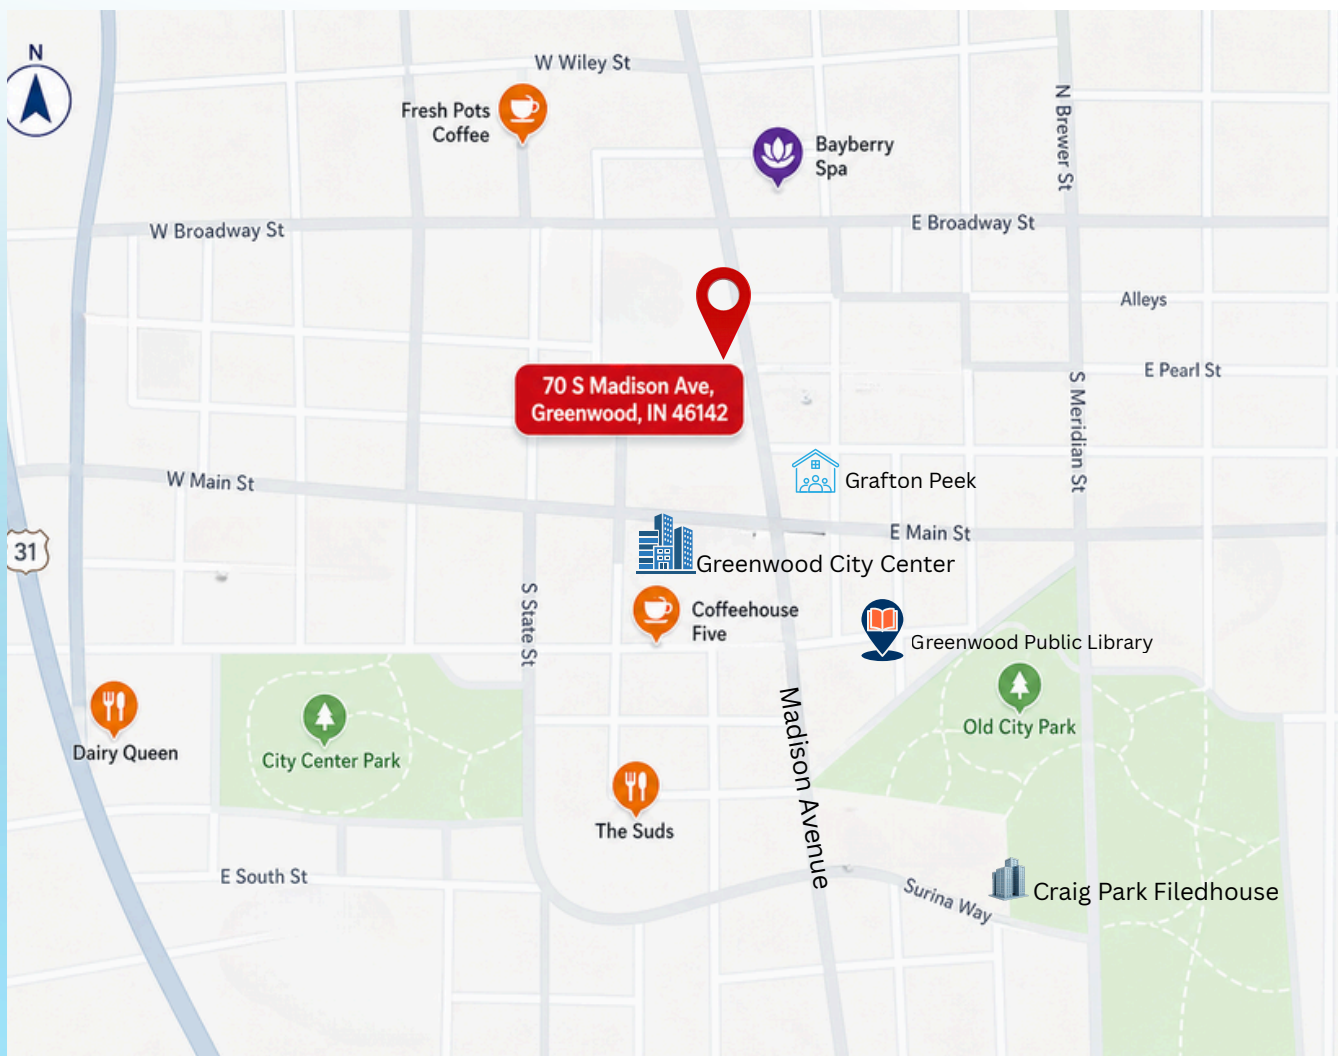 N
W Wiley St
Fresh Pots
Coffee
Bayberry
Spa
N Brewer St
W Broadway St
E Broadway St
Alleys
E Pearl St
70 S Madison Ave,
Greenwood, IN 46142
S Meridian St
W Main St
Grafton Peek
E Main St
31
Greenwood City Center
S State St
Coffeehouse
Five
Greenwood Public Library
Madison Avenue
Old City Park
Dairy Queen
City Center Park
The Suds
E South St
Surina Way
Craig Park Filedhouse